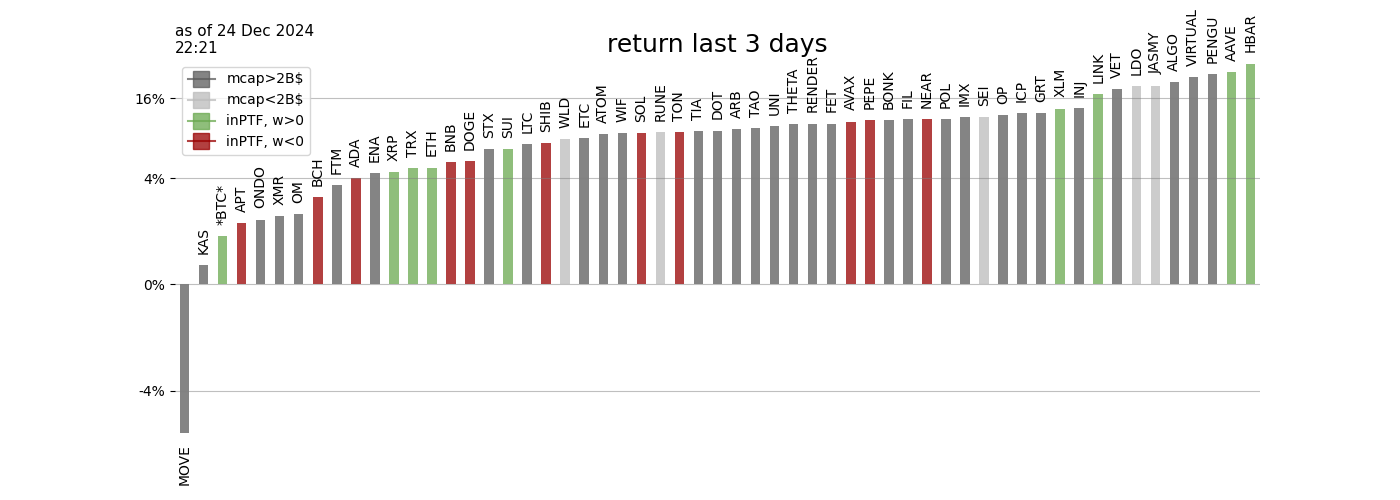 as of 24 Dec 2024
22:21
return last 3 days
mcap>2B$
mcap<2B$
inPTF, w>0
inPTF, w<0
16%
4%
0%
-4%
MOVE
KAS
*BTC*
APT
ONDO
XMR
OM
BCH
FTM
ADA
ENA
XRP
TRX
ETH
BNB
DOGE
STX
SUI
LTC
SHIB
WLD
ETC
ATOM
WIF
SOL
RUNE
TON
TIA
DOT
ARB
TAO
UNI
THETA
RENDER
FET
AVAX
PEPE
BONK
FIL
NEAR
POL
IMX
SEI
OP
ICP
GRT
XLM
INJ
LINK
VET
LDO
JASMY
ALGO
VIRTUAL
PENGU
AAVE
HBAR